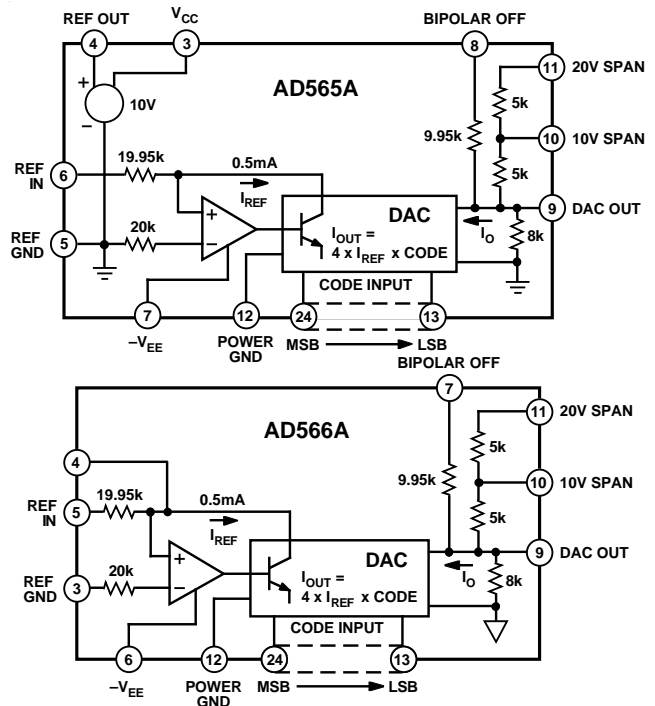 REF OUT
VCC
BIPOLAR OFF
4
3
8
11
20V SPAN
AD565A
+
–
10V
5k
9.95k
10
10V SPAN
REF
IN
6
19.95k
0.5mA
IREF
5k
+
–
DAC
IOUT =
4 x IREF x CODE
IO
9
DAC OUT
REF
GND
5
20k
8k
CODE INPUT
7
12
24
13
–VEE
POWER
GND
MSB
LSB
BIPOLAR OFF
7
11
20V SPAN
AD566A
4
5k
9.95k
10
10V SPAN
REF
IN
5
19.95k
0.5mA
IREF
5k
+
–
DAC
IOUT =
4 x IREF x CODE
IO
9
DAC OUT
REF
GND
3
20k
8k
CODE INPUT
6
12
24
13
–VEE
POWER
GND
MSB
LSB